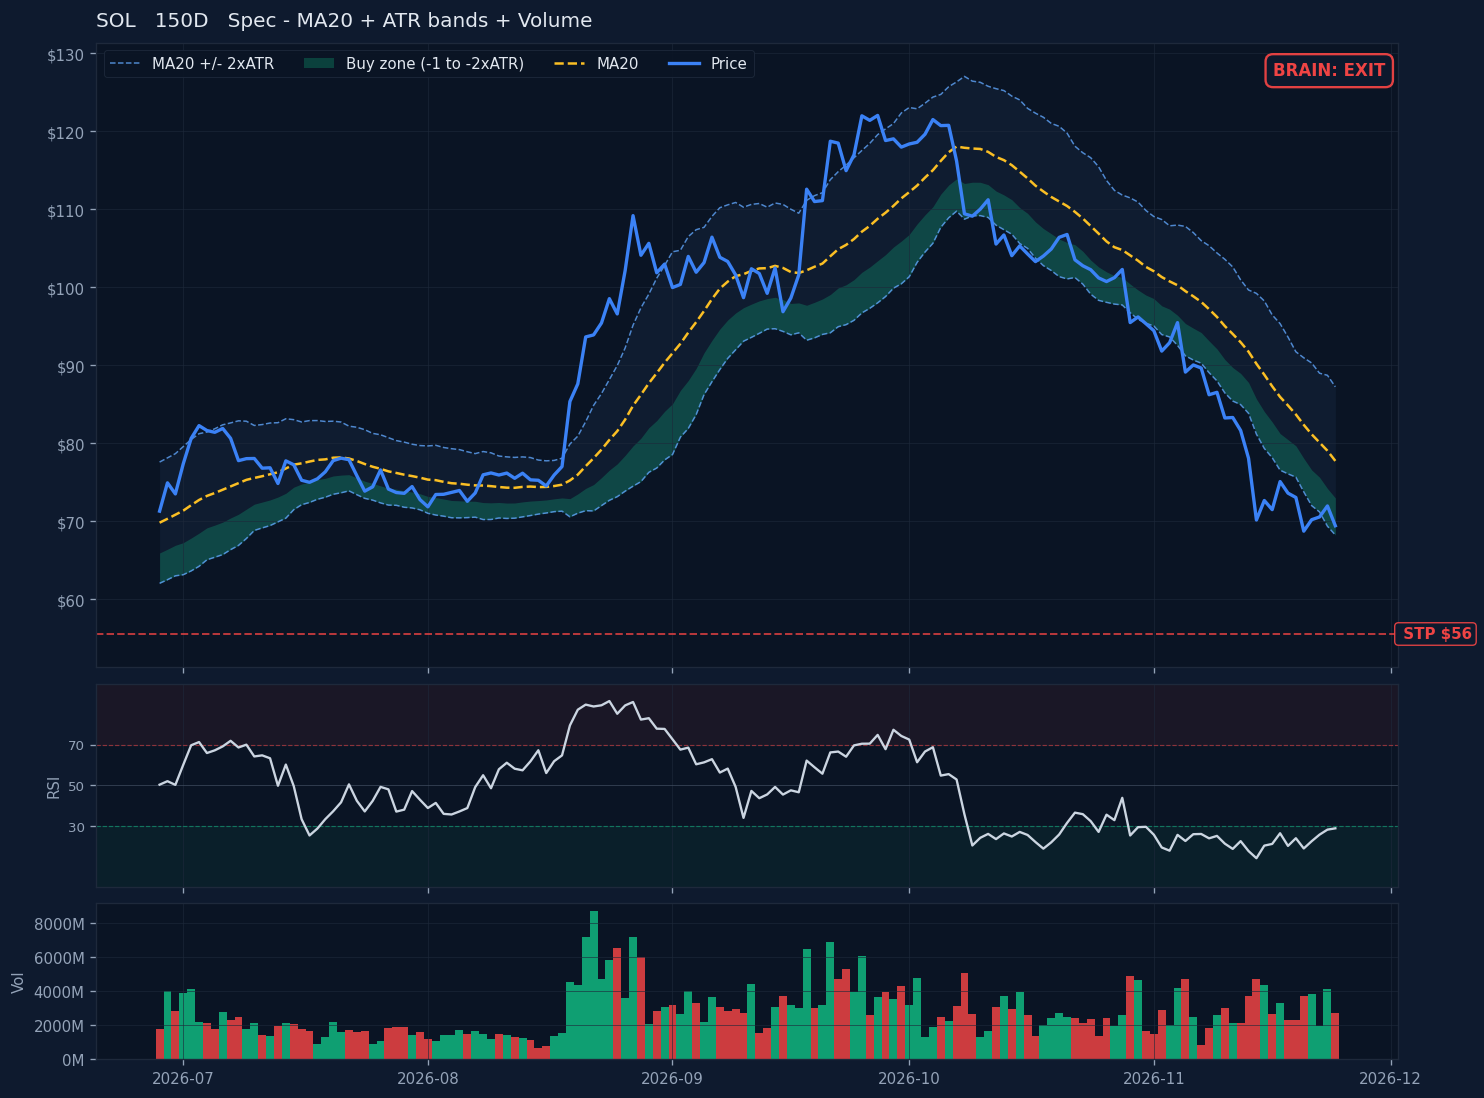 SOL   150D   Spec - MA20 + ATR bands + Volume
MA20 +/- 2xATR
Buy zone (-1 to -2xATR)
MA20
Price
BRAIN: EXIT
$130
$120
$110
$100
$90
$80
$70
$60
STP $56
RSI
70
50
30
Vol
8000M
6000M
4000M
2000M
0M
2026-07
2026-08
2026-09
2026-10
2026-11
2026-12